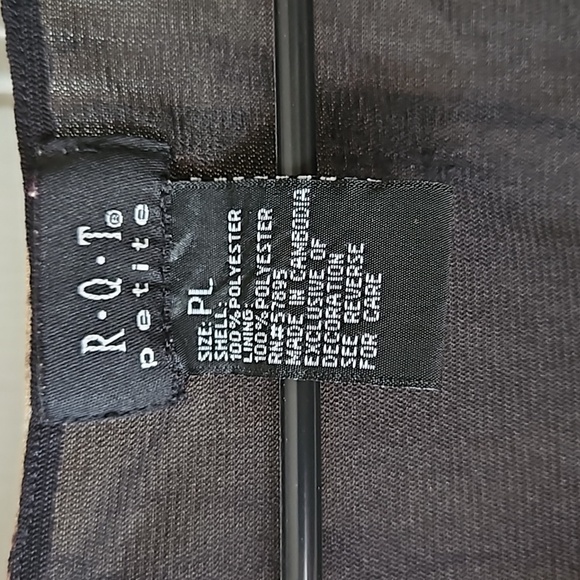 R·Q·T®
petite
SIZE: PL
SHELL:
100% POLYESTER
LINING:
100% POLYESTER
RN#57895
MADE IN CAMBODIA
EXCLUSIVE OF
DECORATION
SEE REVERSE
FOR CARE